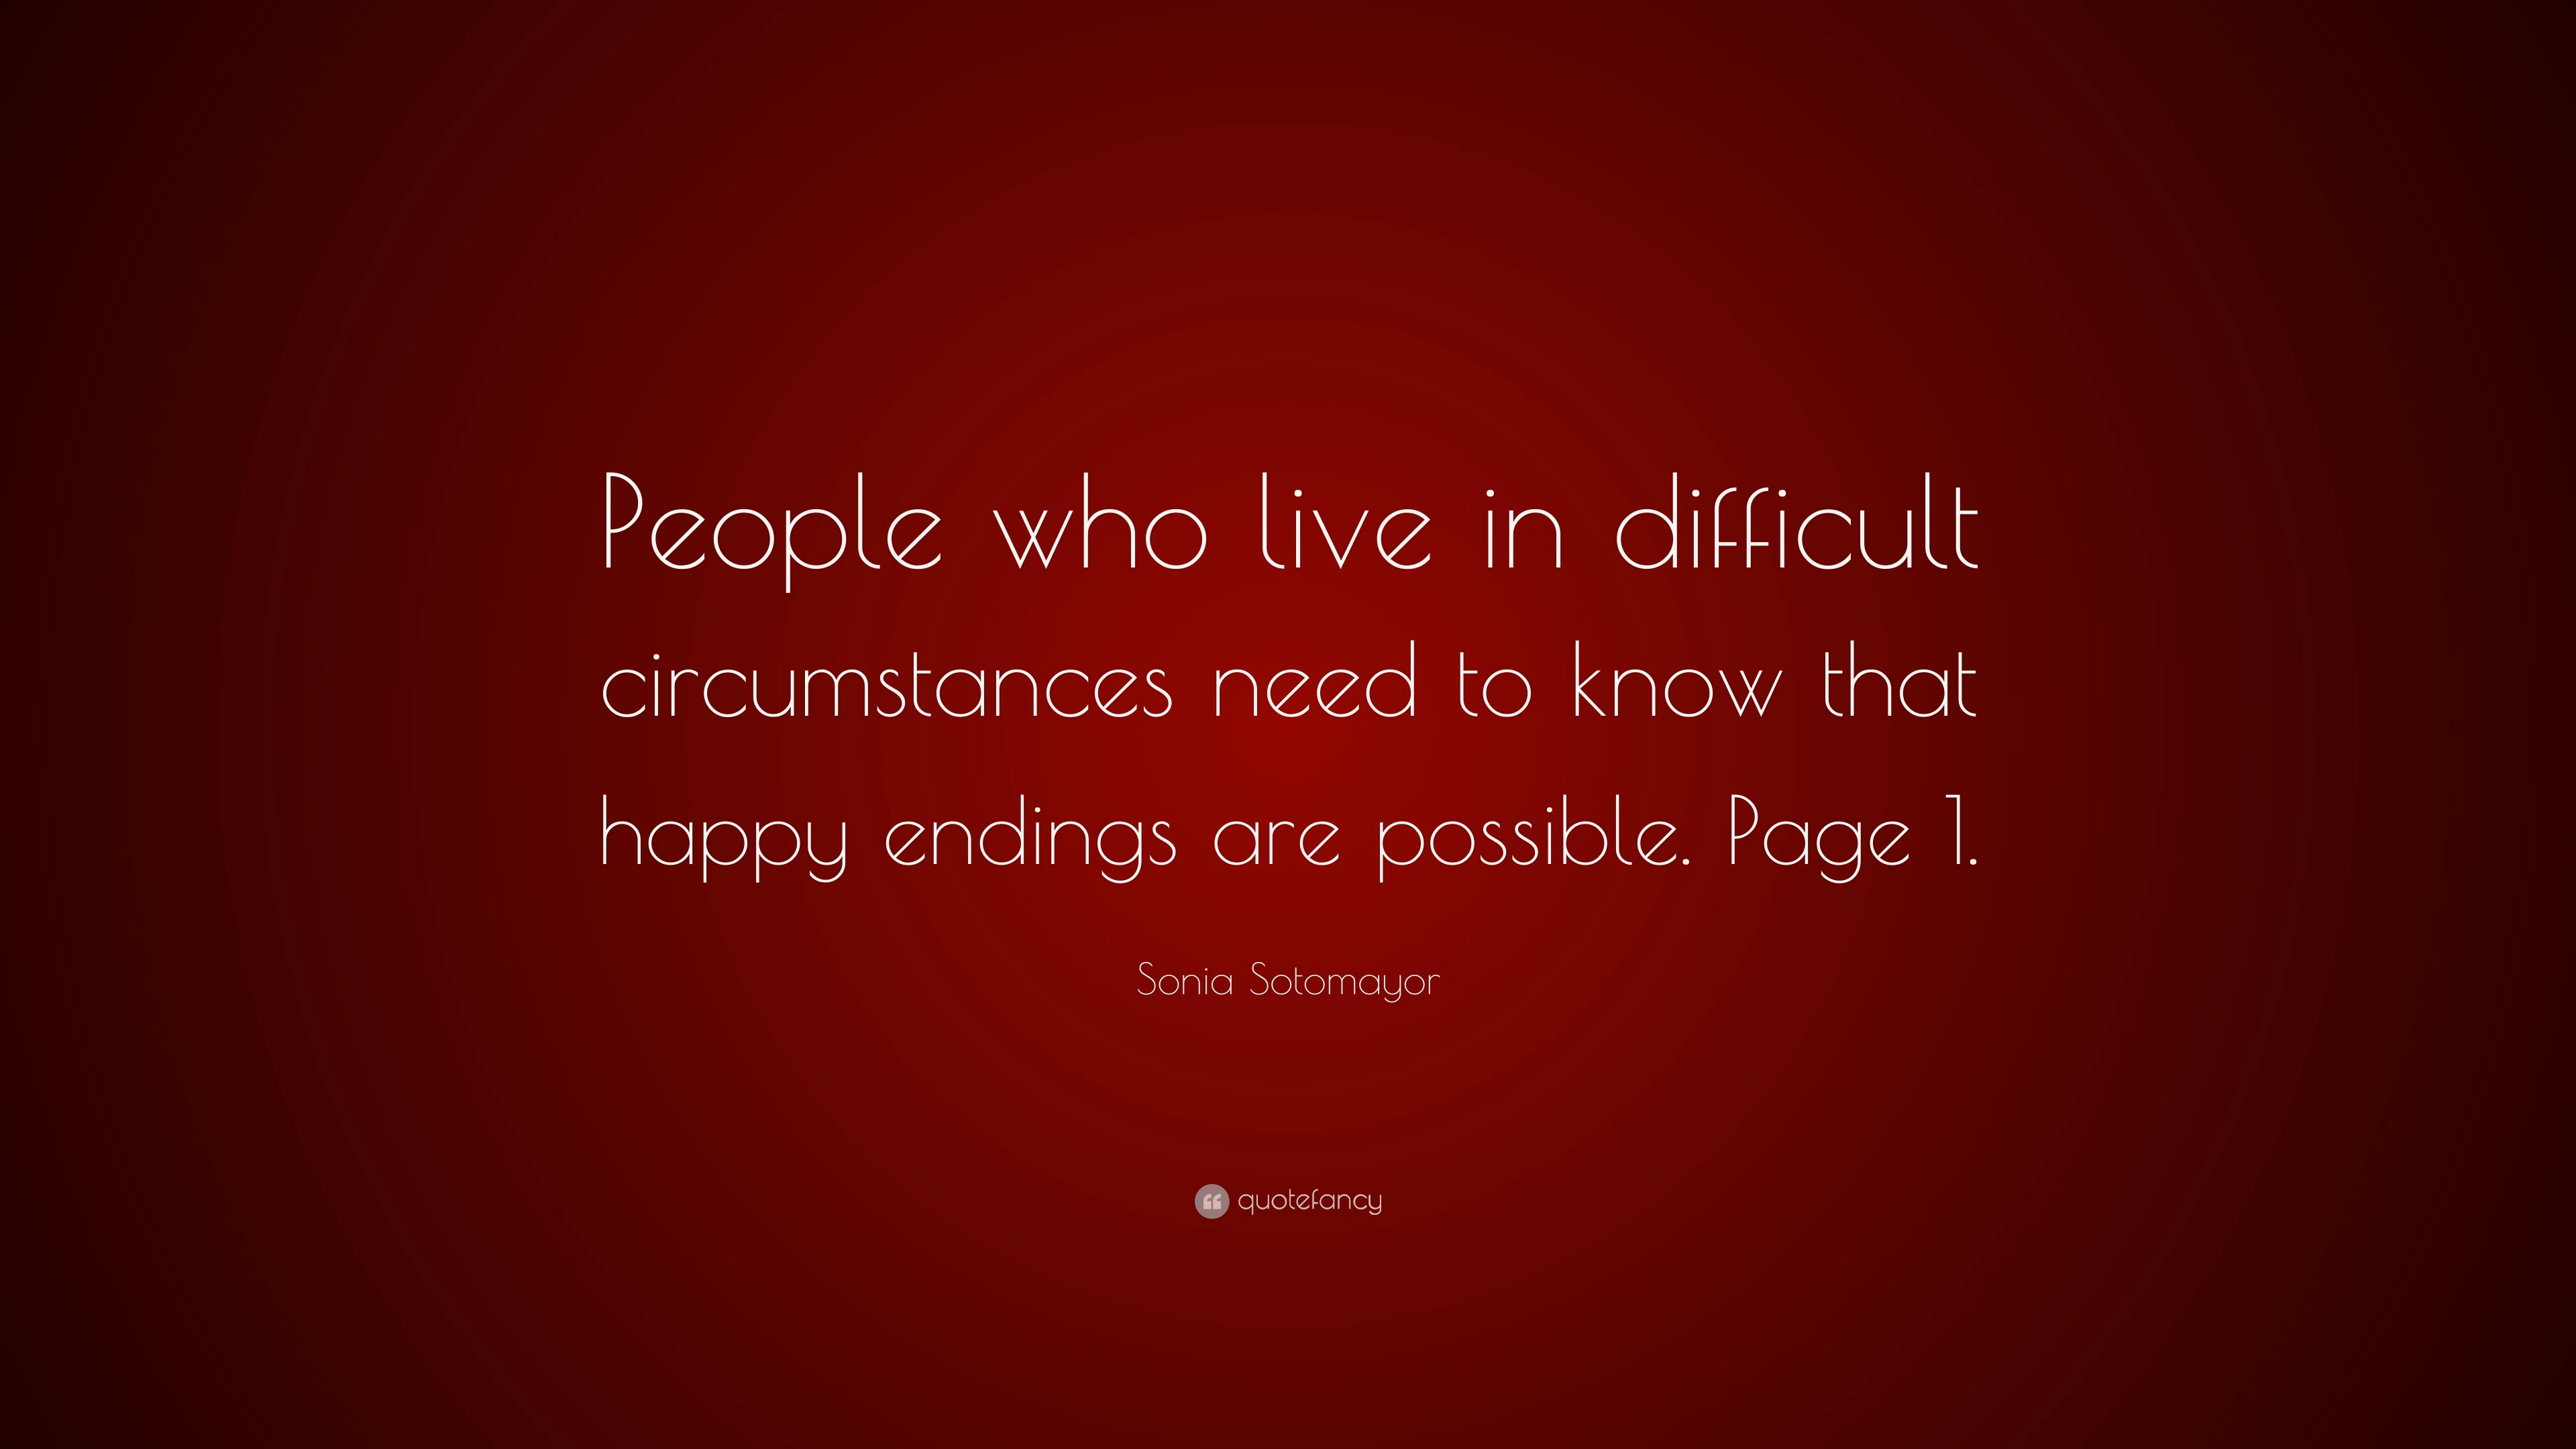 People who live in difficult
circumstances need to know that
happy endings are possible. Page 1.
Sonia Sotomayor
quotefancy